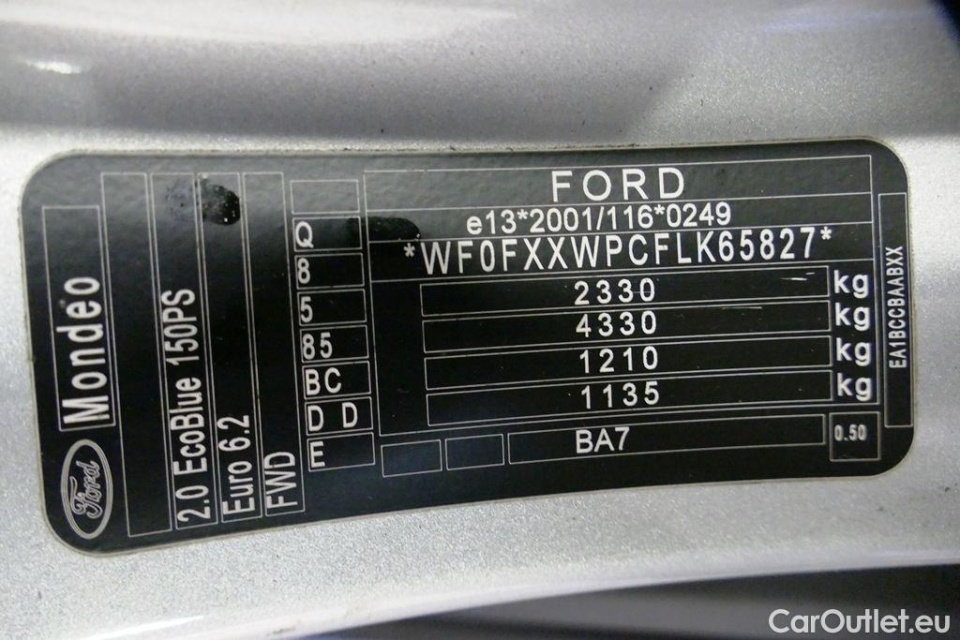 Ford
Mondeo
2.0 EcoBlue 150PS
Euro 6.2
FWD
Q
8
5
85
BC
D D
E
FORD
e13*2001/116*0249
*WF0FXXWPCFLK65827*
2330 kg
4330 kg
1210 kg
1135 kg
BA7
0.50
EA1BCCBAABXX
CarOutlet.eu